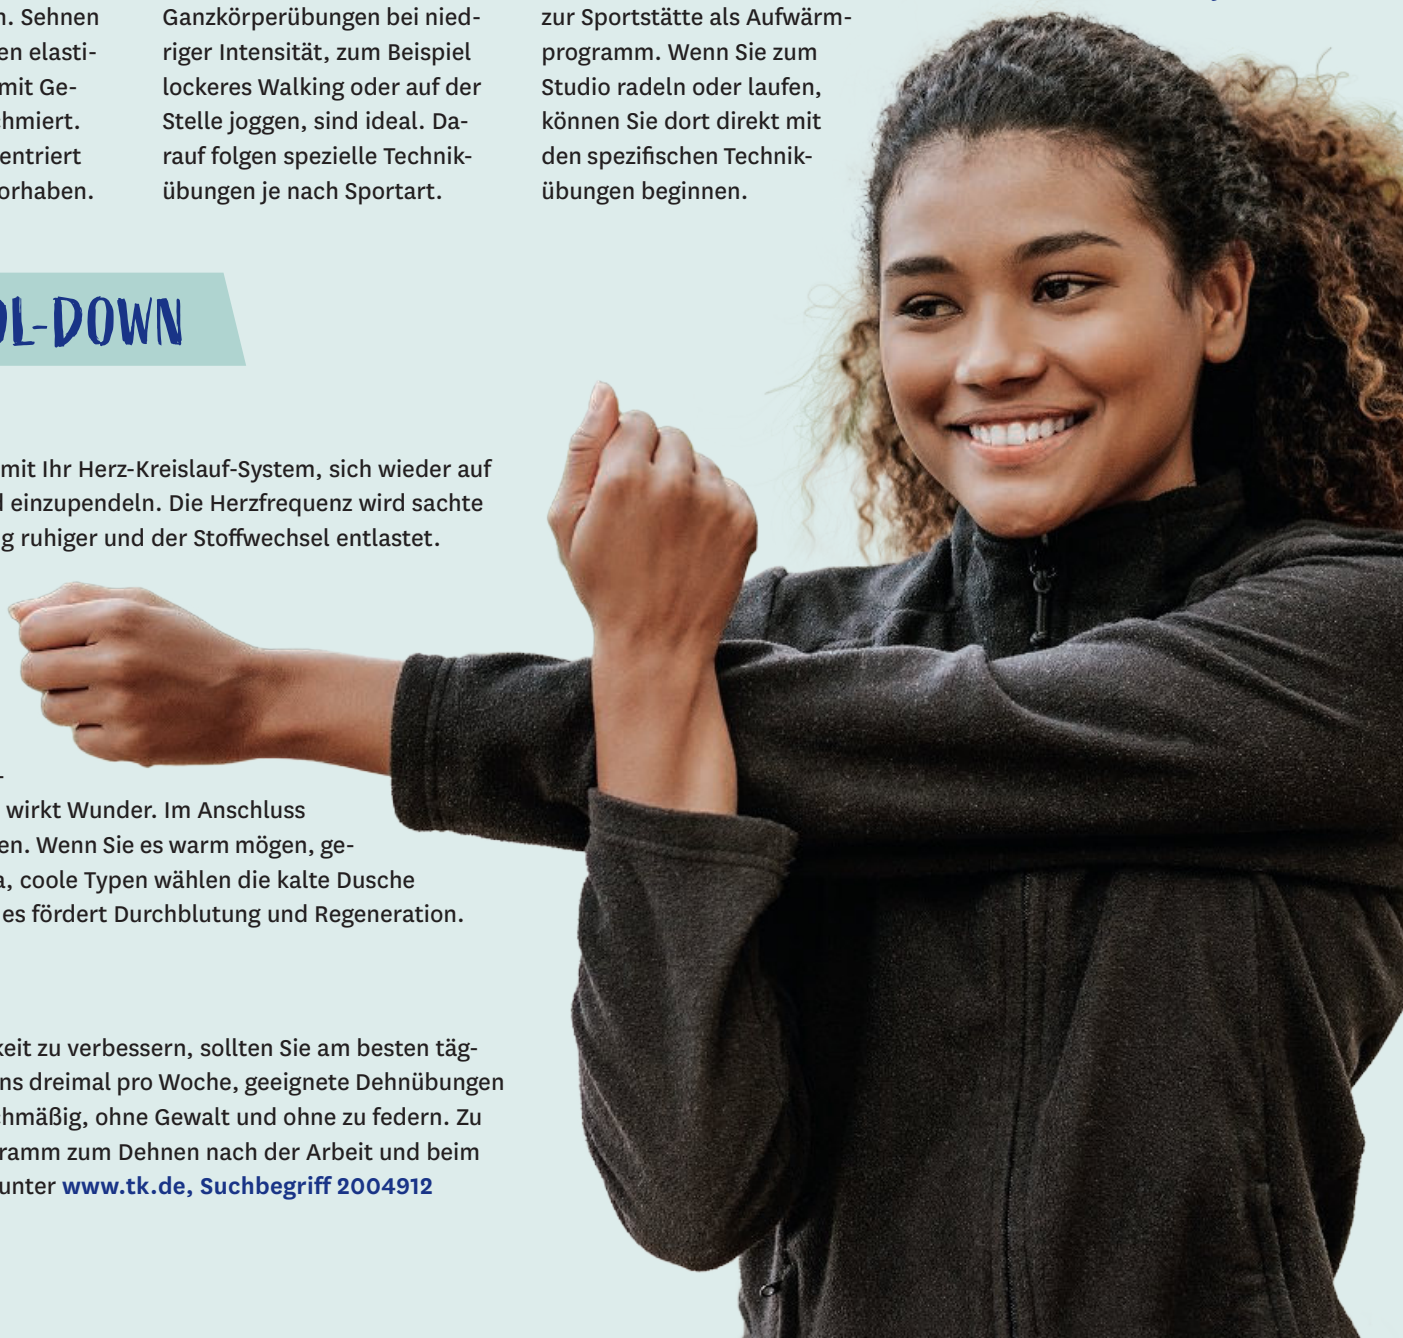 Sehnen
mit Ge-
Ganzkörperübungen bei nied-
riger Intensität, zum Beispiel
lockeres Walking oder auf der
Stelle joggen, sind ideal. Da-
rauf folgen spezielle Technik-
übungen je nach Sportart.
zur Sportstätte als Aufwärm-
programm. Wenn Sie zum
Studio radeln oder laufen,
können Sie dort direkt mit
den spezifischen Technik-
übungen beginnen.
L-DOWN
mit Ihr Herz-Kreislauf-System, sich wieder auf
einzupendeln. Die Herzfrequenz wird sachte
ruhiger und der Stoffwechsel entlastet.
wirkt Wunder. Im Anschluss
en. Wenn Sie es warm mögen, ge-
a, coole Typen wählen die kalte Dusche
es fördert Durchblutung und Regeneration.
keit zu verbessern, sollten Sie am besten täg-
ns dreimal pro Woche, geeignete Dehnübungen
chmäßig, ohne Gewalt und ohne zu federn. Zu
ramm zum Dehnen nach der Arbeit und beim
unter www.tk.de, Suchbegriff 2004912